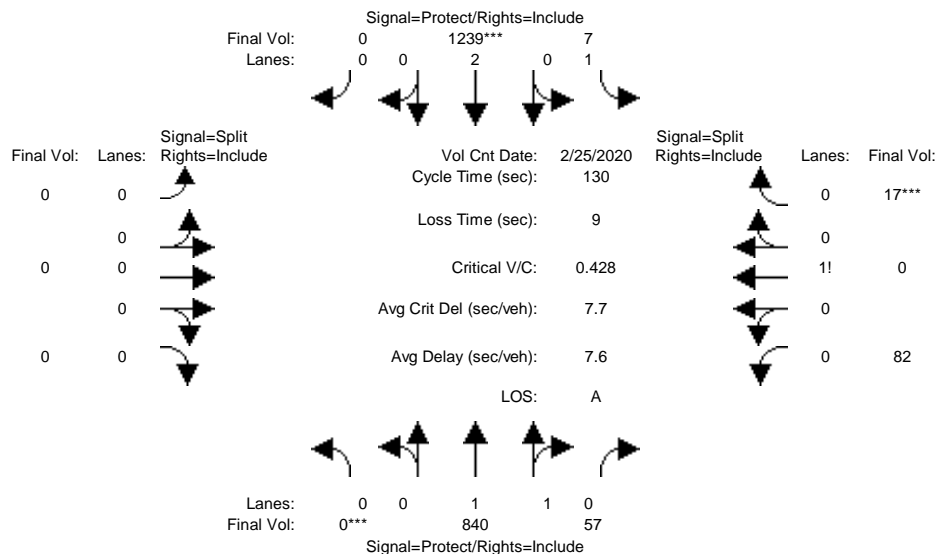 Signal=Protect/Rights=Include
Final Vol: 0 1239*** 7
Lanes: 0 0 2 0 1
Signal=Split Signal=Split
Final Vol: Lanes: Rights=Include Vol Cnt Date: 2/25/2020 Rights=Include Lanes: Final Vol:
Cycle Time (sec): 130
0 0 0 17***
Loss Time (sec): 9
0 0
0 0 Critical V/C: 0.428 1! 0
0 Avg Crit Del (sec/veh): 7.7 0
0 0 Avg Delay (sec/veh): 7.6 0 82
LOS: A
Lanes: 0 0 1 1 0
Final Vol: 0*** 840 57
Signal=Protect/Rights=Include